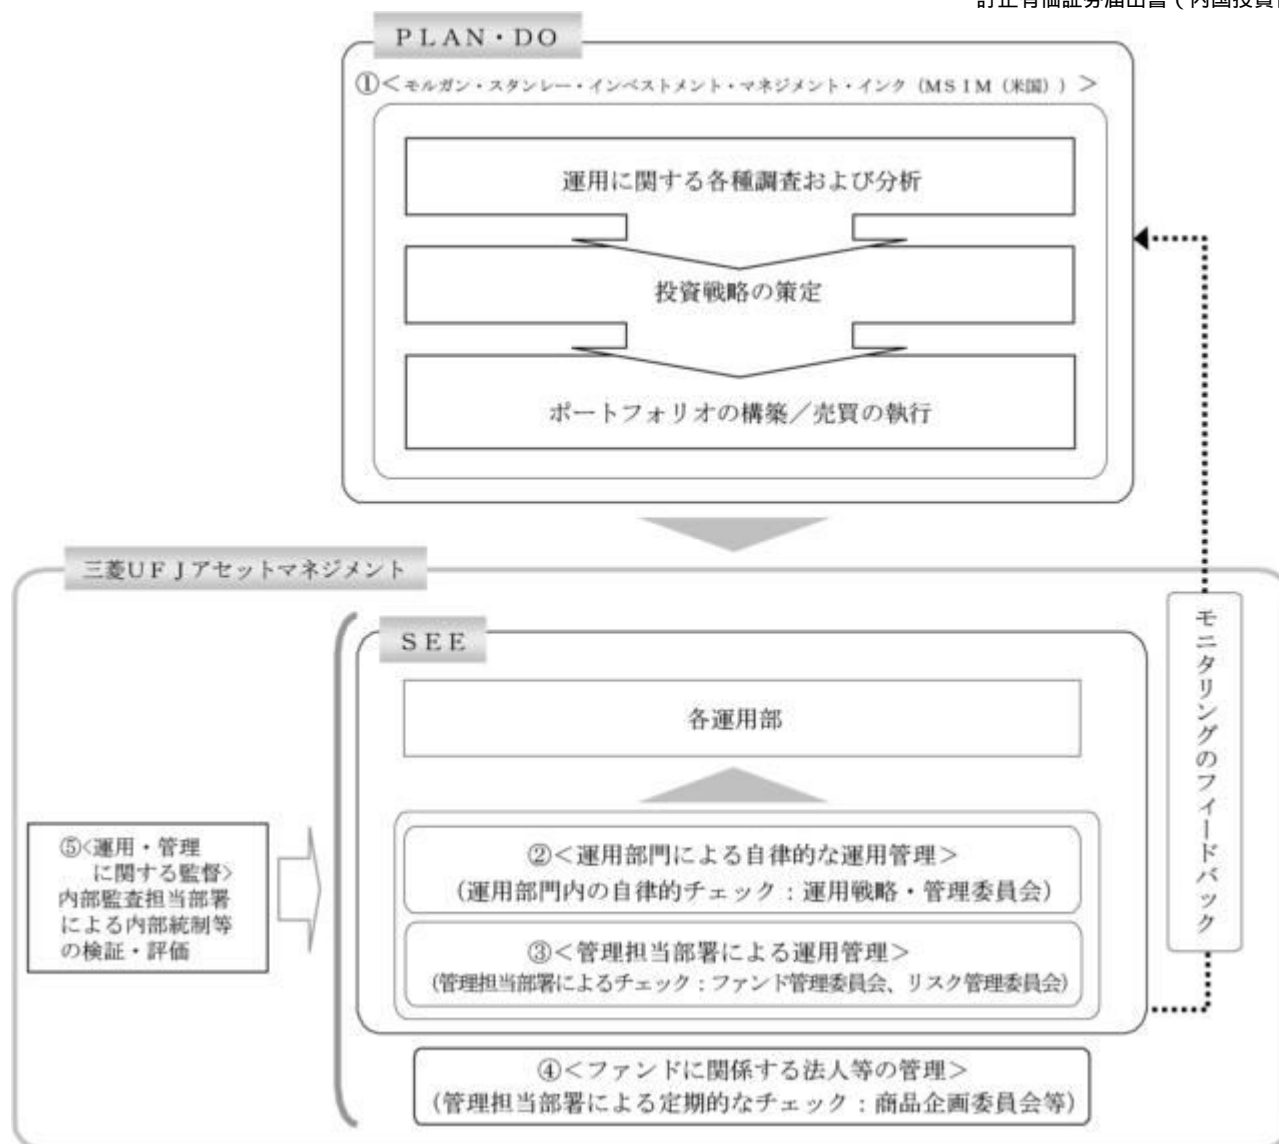 訂正有価証券届出書（内国投資
ＰＬＡＮ・ＤＯ
①＜モルガン・スタンレー・インベストメント・マネジメント・インク（ＭＳＩＭ（米国））＞
運用に関する各種調査および分析
投資戦略の策定
ポートフォリオの構築／売買の執行
三菱ＵＦＪアセットマネジメント
ＳＥＥ
各運用部
②＜運用部門による自律的な運用管理＞
（運用部門内の自律的チェック：運用戦略・管理委員会）
③＜管理担当部署による運用管理＞
（管理担当部署によるチェック：ファンド管理委員会、リスク管理委員会）
④＜ファンドに関係する法人等の管理＞
（管理担当部署による定期的なチェック：商品企画委員会等）
⑤＜運用・管理
に関する監督＞
内部監査担当部署
による内部統制等
の検証・評価
モニタリングのフィードバック